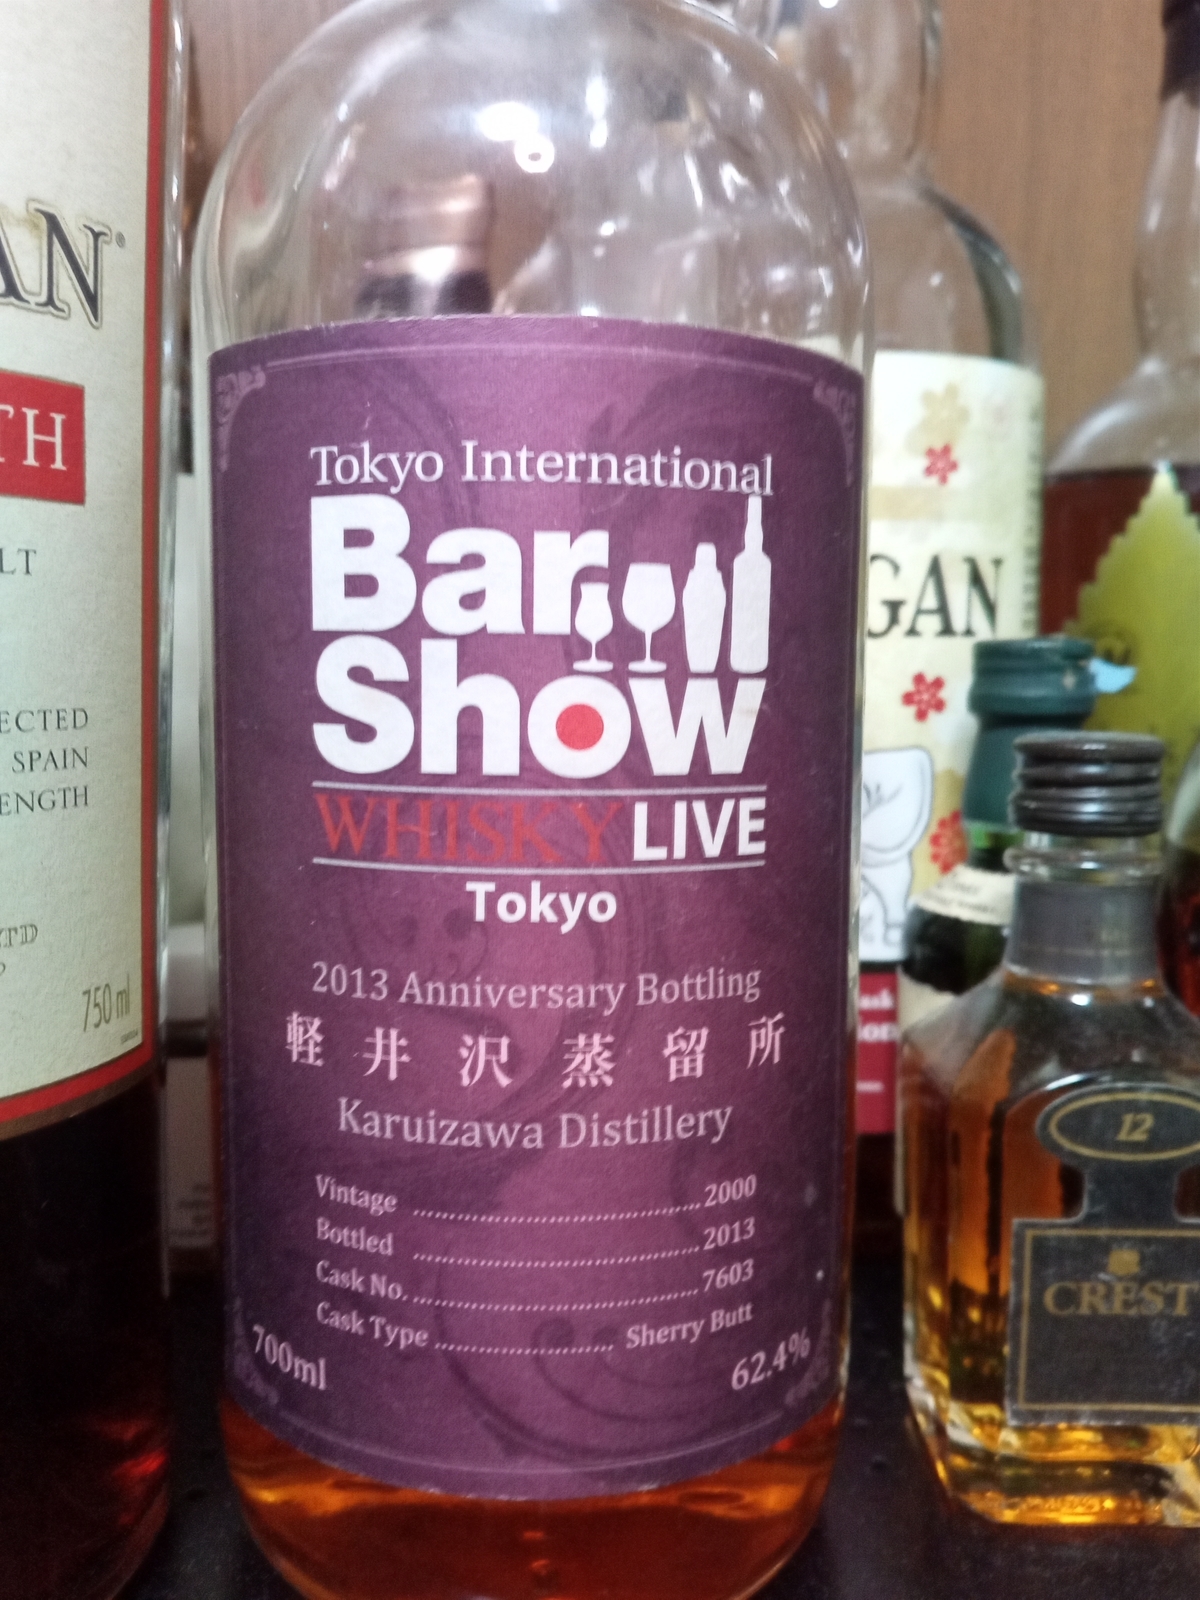 Tokyo International
Bar
Show
WHISKY LIVE
Tokyo
2013 Anniversary Bottling
軽井沢蒸留所
Karuizawa Distillery
Vintage ........ 2000
Bottled ........ 2013
Cask No. ........ 7603
Cask Type ........ Sherry Butt
700ml
62.4%
AN
TH
LT
ECTED
SPAIN
ENGTH
TD
750 ml
GAN
12
CREST